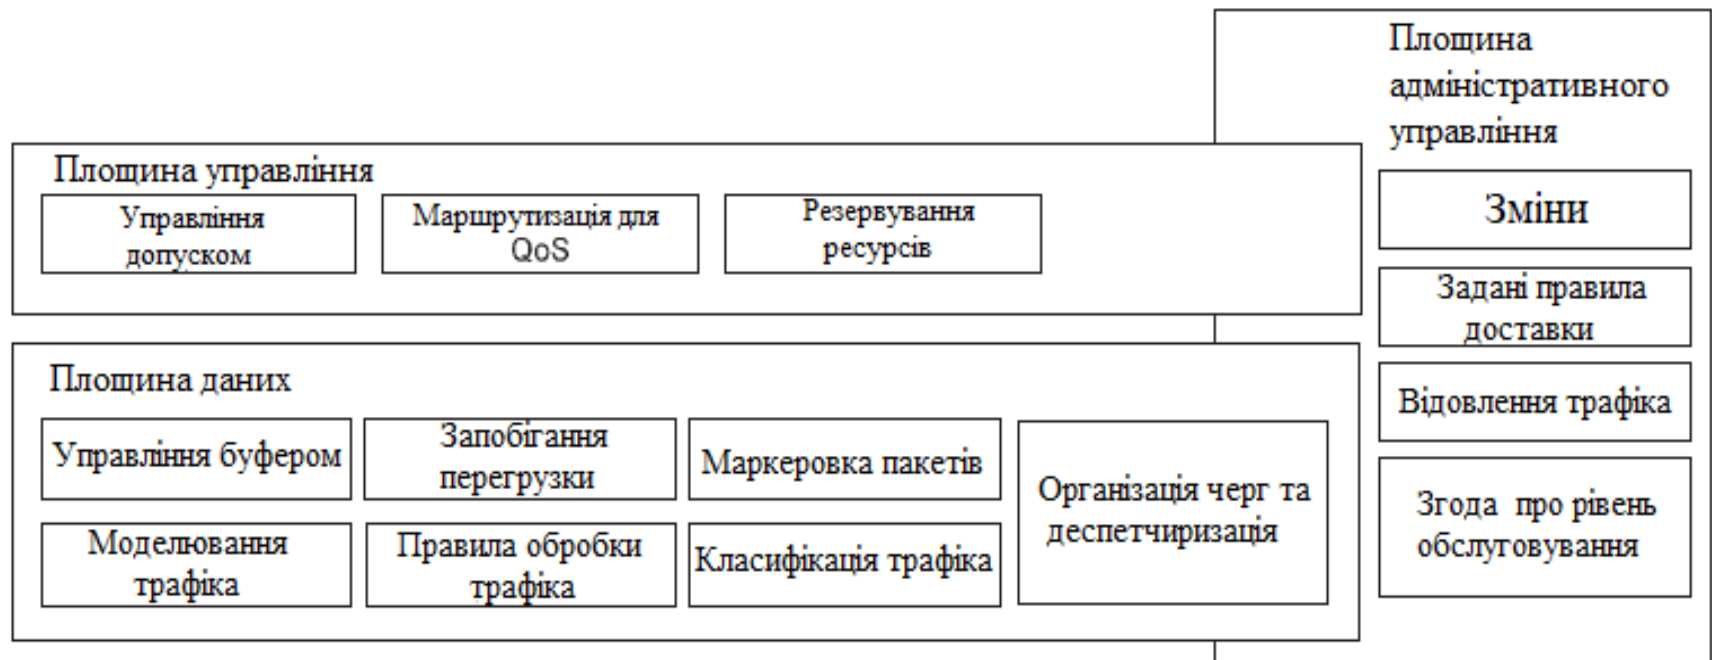 Площина
адміністративного
управління
Площина управління
Управління
допуском
Маршрутизація для
QoS
Резервування
ресурсів
Зміни
Задані правила
доставки
Відовлення трафіка
Згода про рівень
обслуговування
Площина даних
Управління буфером
Запобігання
перегрузки
Маркеровка пакетів
Організація черг та
деспетчиризація
Моделювання
трафіка
Правила обробки
трафіка
Класифікація трафіка